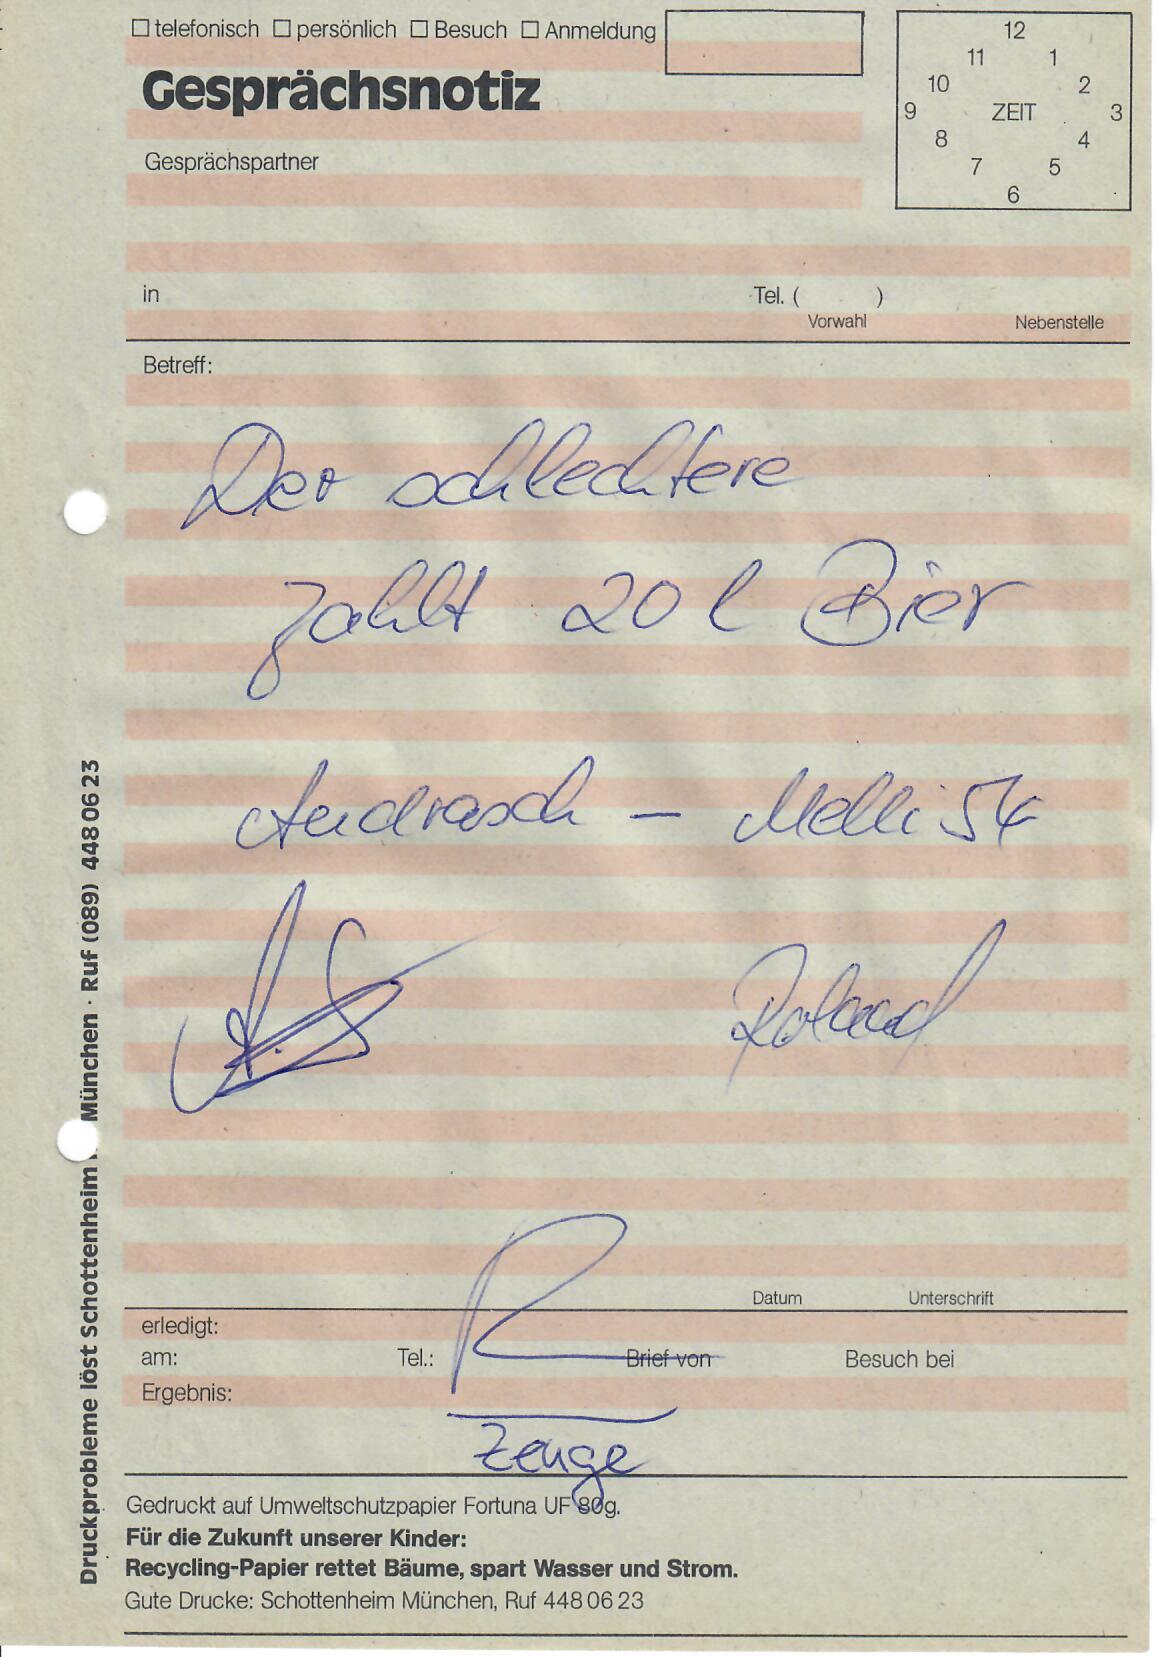 ☐ telefonisch ☐ persönlich ☐ Besuch ☐ Anmeldung
Gesprächsnotiz
Gesprächspartner
12
11 1
10 2
9 ZEIT 3
8 4
7 5
6
in Tel. ( )
Vorwahl Nebenstelle
Betreff:
Der schlechtere
zahlt 20 l Bier
Andrasch – Melli 54
Roland
Datum Unterschrift
erledigt:
am: Tel.: Brief von Besuch bei
Ergebnis:
Zeuge
Gedruckt auf Umweltschutzpapier Fortuna UF 80g.
Für die Zukunft unserer Kinder:
Recycling-Papier rettet Bäume, spart Wasser und Strom.
Gute Drucke: Schottenheim München, Ruf 448 06 23
Druckprobleme löst Schottenheim München · Ruf (089) 448 06 23